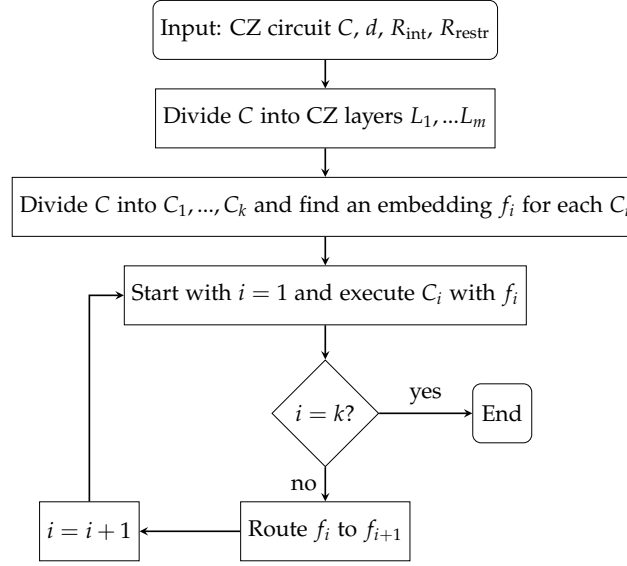 Input: CZ circuit C, d, R_int, R_restr
Divide C into CZ layers L_1, ...L_m
Divide C into C_1, ..., C_k and find an embedding f_i for each C_i
Start with i = 1 and execute C_i with f_i
i = k?
yes
End
no
i = i + 1
Route f_i to f_{i+1}